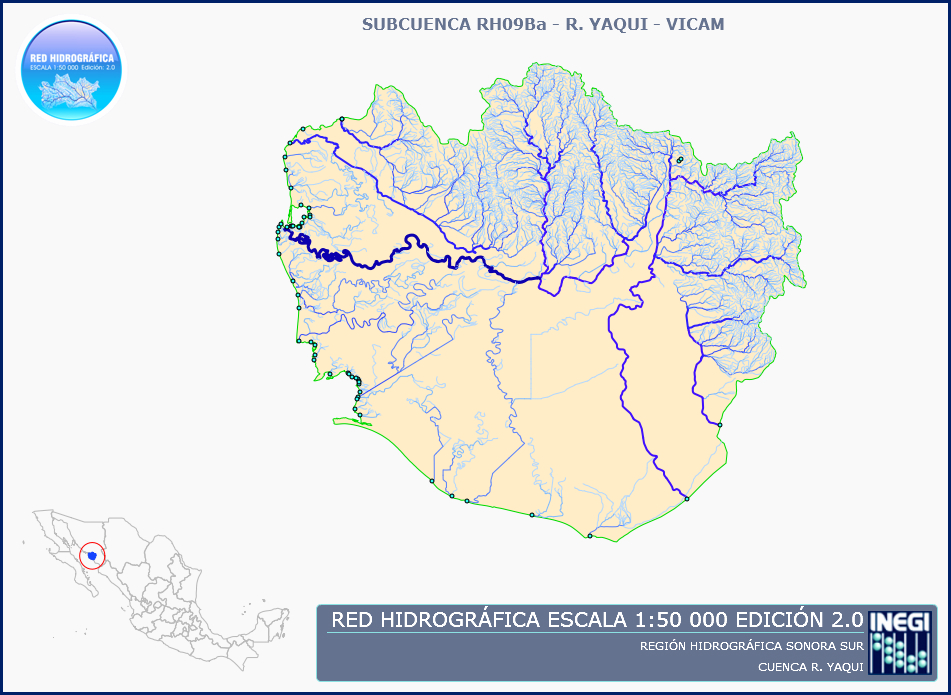 SUBCUENCA RH09Ba - R. YAQUI - VICAM
RED HIDROGRÁFICA
ESCALA 1:50 000 Edición: 2.0
RED HIDROGRÁFICA ESCALA 1:50 000 EDICIÓN 2.0
REGIÓN HIDROGRÁFICA SONORA SUR
CUENCA R. YAQUI
INEGI